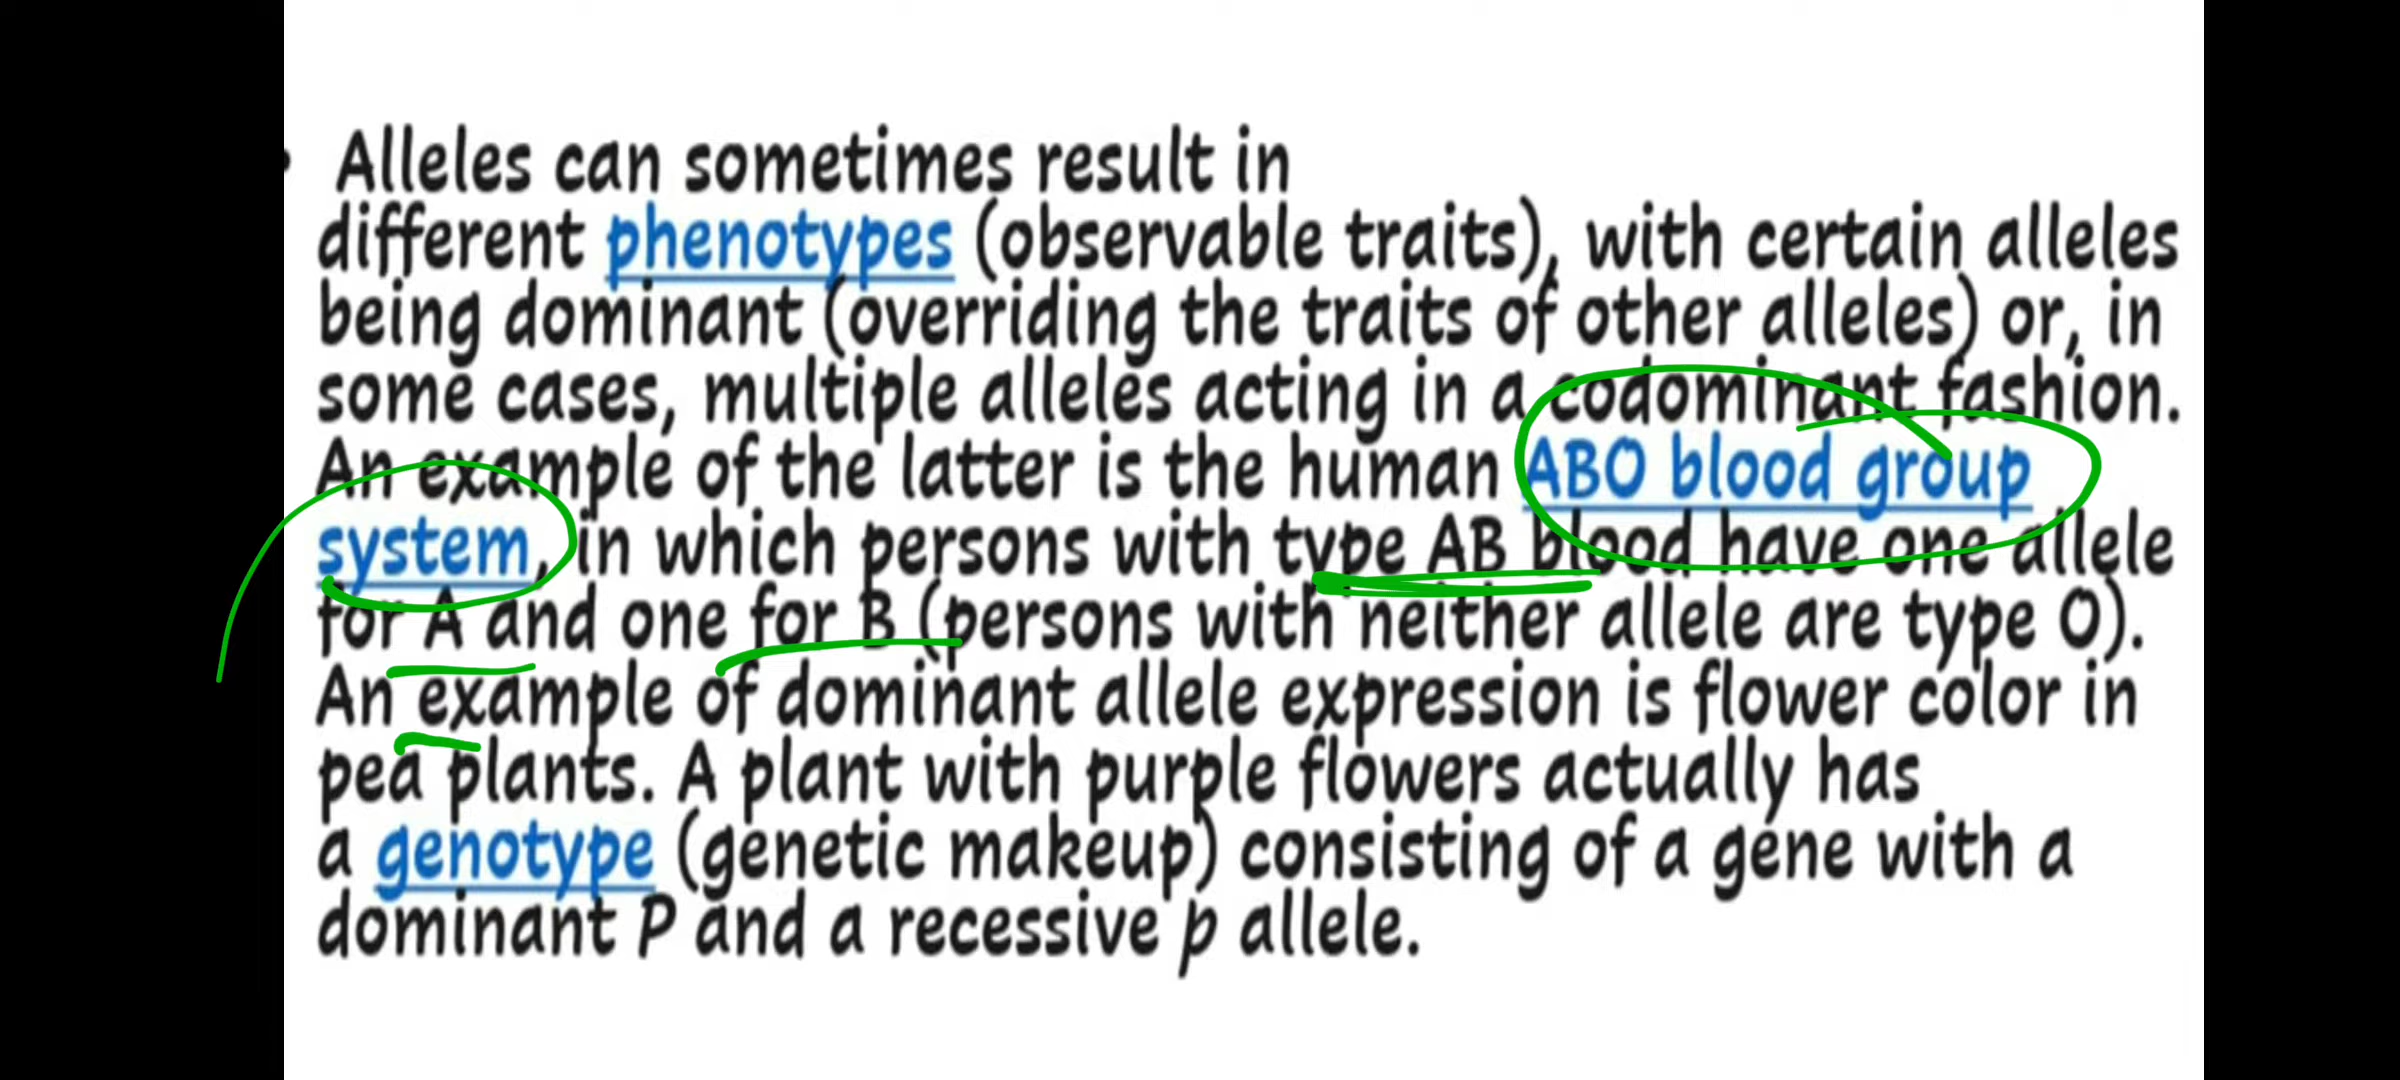 • Alleles can sometimes result in
different phenotypes (observable traits), with certain alleles
being dominant (overriding the traits of other alleles) or, in
some cases, multiple alleles acting in a codominant fashion.
An example of the latter is the human ABO blood group
system, in which persons with type AB blood have one allele
for A and one for B (persons with neither allele are type O).
An example of dominant allele expression is flower color in
pea plants. A plant with purple flowers actually has
a genotype (genetic makeup) consisting of a gene with a
dominant P and a recessive p allele.